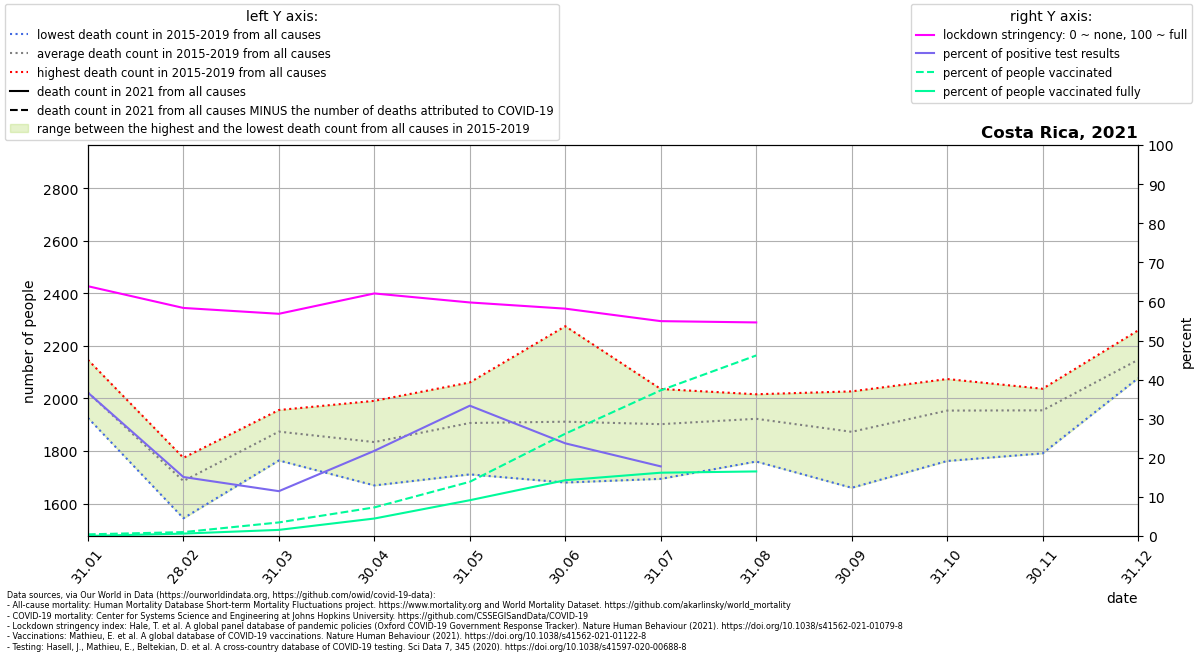 left Y axis:
lowest death count in 2015-2019 from all causes
average death count in 2015-2019 from all causes
highest death count in 2015-2019 from all causes
death count in 2021 from all causes
death count in 2021 from all causes MINUS the number of deaths attributed to COVID-19
range between the highest and the lowest death count from all causes in 2015-2019
right Y axis:
lockdown stringency: 0 ~ none, 100 ~ full
percent of positive test results
percent of people vaccinated
percent of people vaccinated fully
Costa Rica, 2021
number of people
2800
2600
2400
2200
2000
1800
1600
100
90
80
70
60
50
40
30
20
10
0
percent
31.01
28.02
31.03
30.04
31.05
30.06
31.07
31.08
30.09
31.10
30.11
31.12
date
Data sources, via Our World in Data (https://ourworldindata.org, https://github.com/owid/covid-19-data):
- All-cause mortality: Human Mortality Database Short-term Mortality Fluctuations project. https://www.mortality.org and World Mortality Dataset. https://github.com/akarlinsky/world_mortality
- COVID-19 mortality: Center for Systems Science and Engineering at Johns Hopkins University. https://github.com/CSSEGISandData/COVID-19
- Lockdown stringency index: Hale, T. et al. A global panel database of pandemic policies (Oxford COVID-19 Government Response Tracker). Nature Human Behaviour (2021). https://doi.org/10.1038/s41562-021-01079-8
- Vaccinations: Mathieu, E. et al. A global database of COVID-19 vaccinations. Nature Human Behaviour (2021). https://doi.org/10.1038/s41562-021-01122-8
- Testing: Hasell, J., Mathieu, E., Beltekian, D. et al. A cross-country database of COVID-19 testing. Sci Data 7, 345 (2020). https://doi.org/10.1038/s41597-020-00688-8